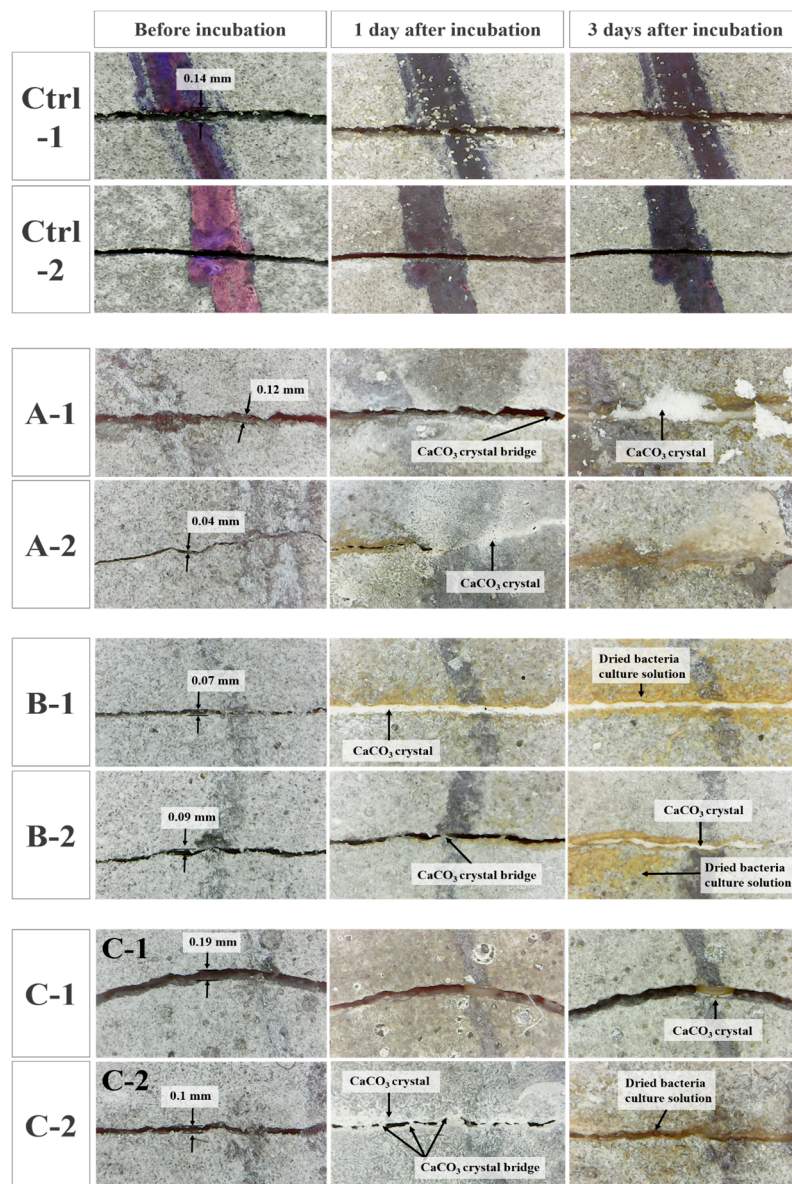 Before incubation
1 day after incubation
3 days after incubation
Ctrl
-1
0.14 mm
Ctrl
-2
A-1
0.12 mm
CaCO₃ crystal bridge
CaCO₃ crystal
A-2
0.04 mm
CaCO₃ crystal
B-1
0.07 mm
CaCO₃ crystal
Dried bacteria
culture solution
B-2
0.09 mm
CaCO₃ crystal bridge
CaCO₃ crystal
Dried bacteria
culture solution
C-1
C-1
0.19 mm
CaCO₃ crystal
C-2
C-2
0.1 mm
CaCO₃ crystal
CaCO₃ crystal bridge
Dried bacteria
culture solution